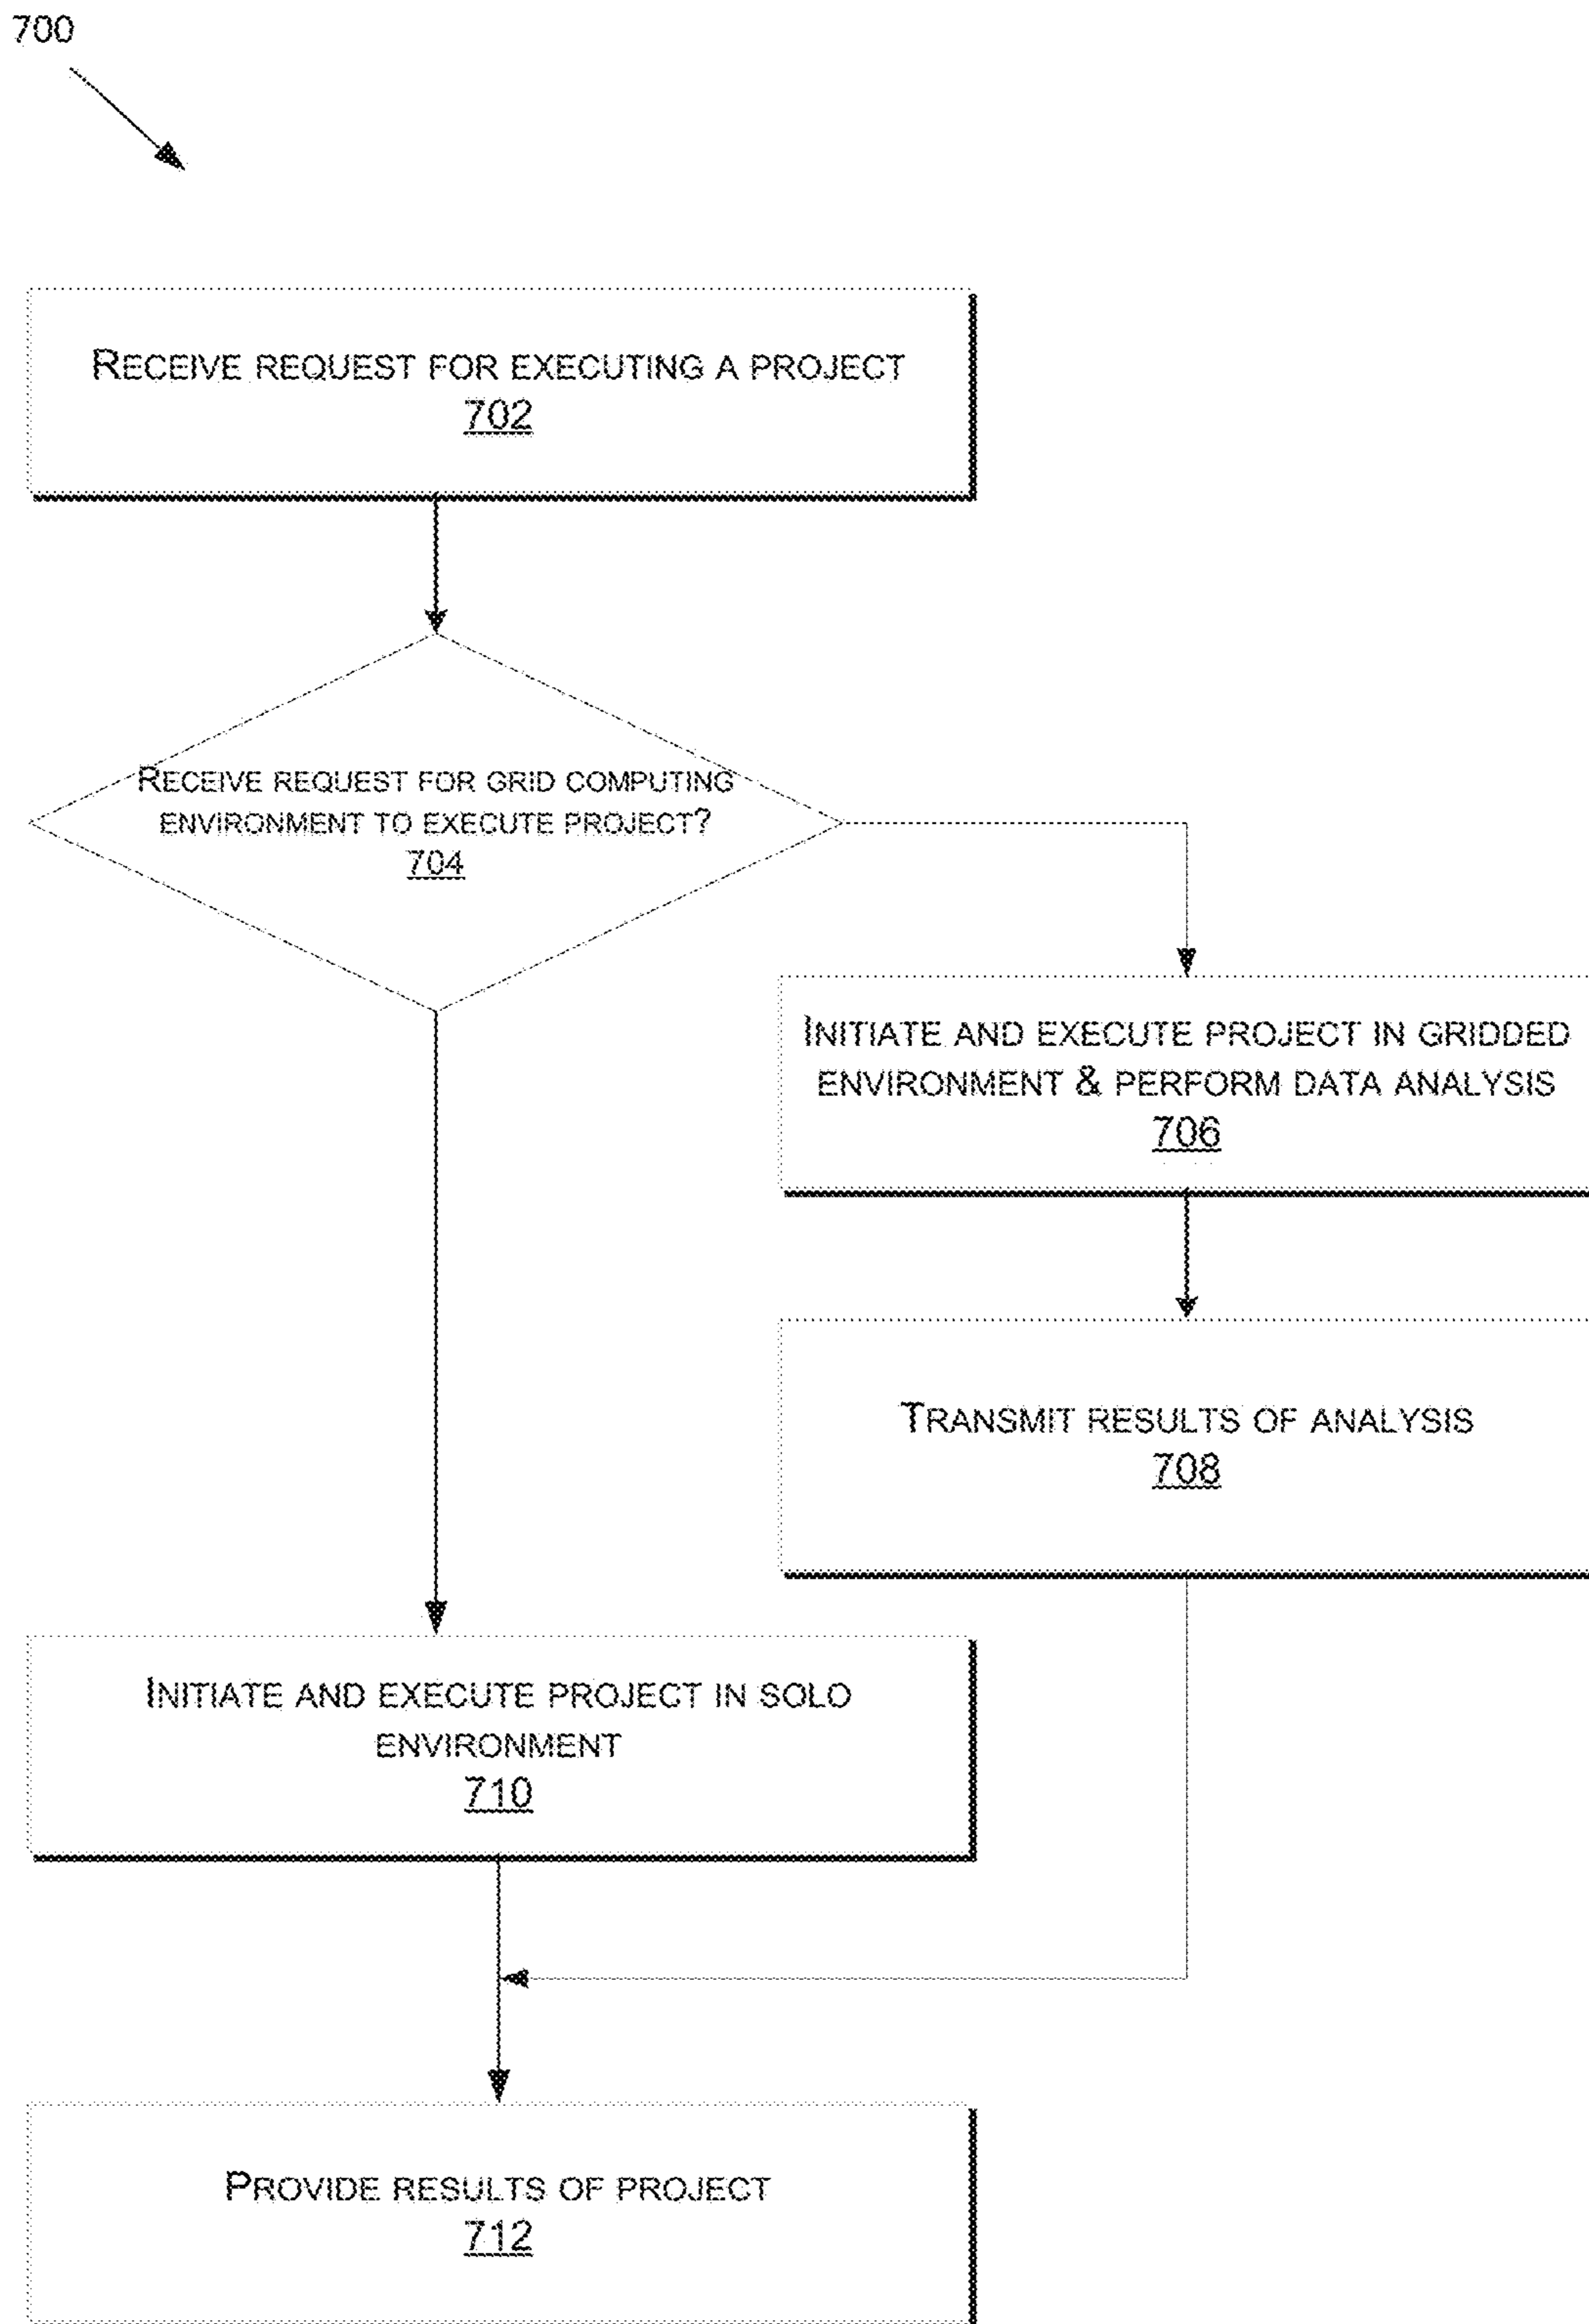 700
RECEIVE REQUEST FOR EXECUTING A PROJECT
702
RECEIVE REQUEST FOR GRID COMPUTING
ENVIRONMENT TO EXECUTE PROJECT?
704
INITIATE AND EXECUTE PROJECT IN GRIDDED
ENVIRONMENT & PERFORM DATA ANALYSIS
706
TRANSMIT RESULTS OF ANALYSIS
708
INITIATE AND EXECUTE PROJECT IN SOLO
ENVIRONMENT
710
PROVIDE RESULTS OF PROJECT
712